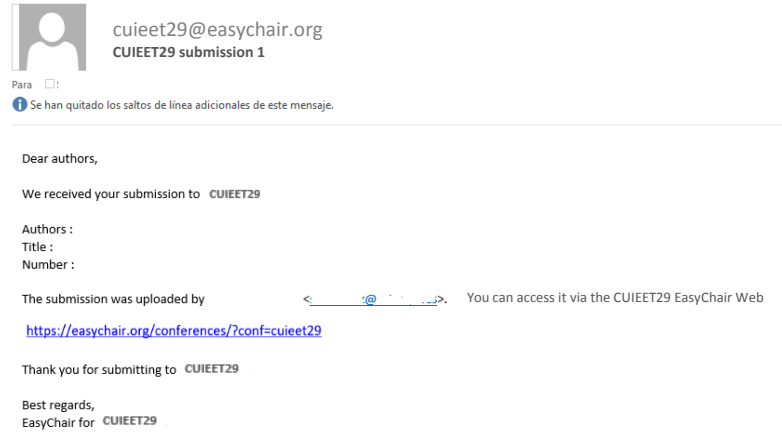 cuieet29@easychair.org
CUIEET29 submission 1
Para
Se han quitado los saltos de línea adicionales de este mensaje.
Dear authors,
We received your submission to CUIEET29
Authors :
Title :
Number :
The submission was uploaded by < @ >. You can access it via the CUIEET29 EasyChair Web
https://easychair.org/conferences/?conf=cuieet29
Thank you for submitting to CUIEET29
Best regards,
EasyChair for CUIEET29